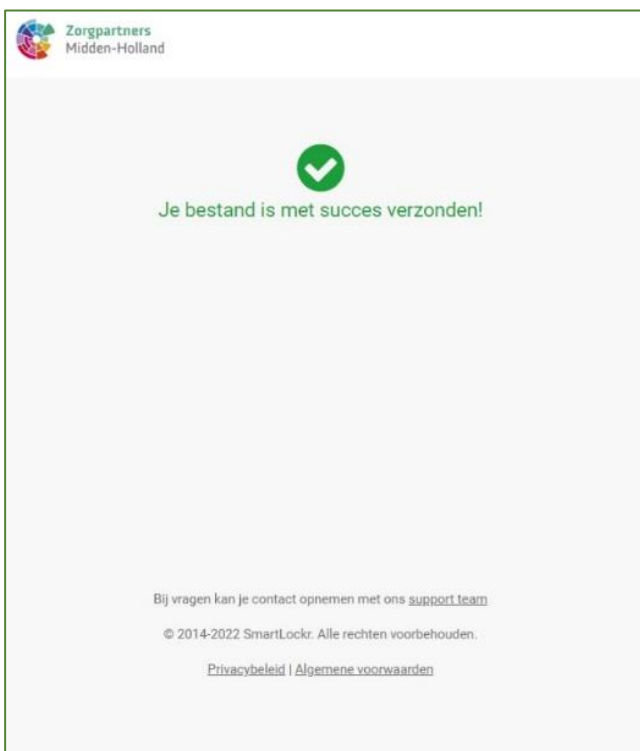 Zorgpartners
Midden-Holland
Je bestand is met succes verzonden!
Bij vragen kan je contact opnemen met ons support team
© 2014-2022 SmartLockr. Alle rechten voorbehouden.
Privacybeleid | Algemene voorwaarden